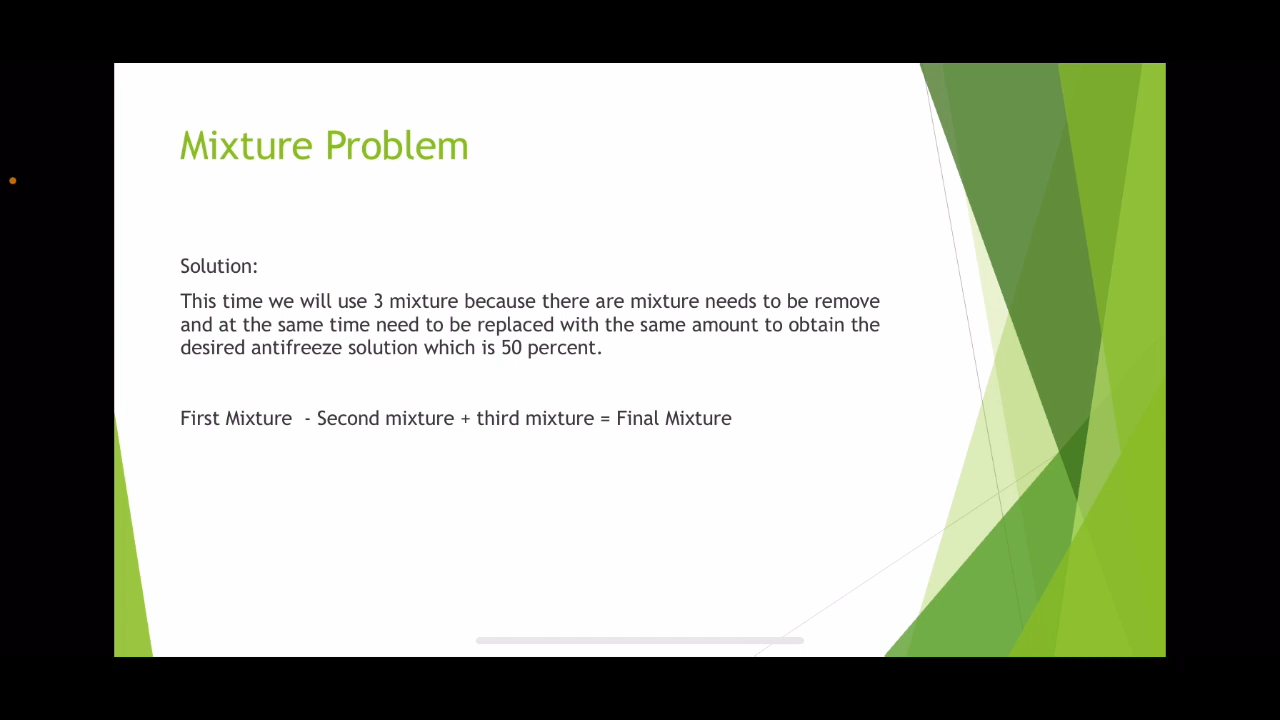 Mixture Problem
Solution:
This time we will use 3 mixture because there are mixture needs to be remove
and at the same time need to be replaced with the same amount to obtain the
desired antifreeze solution which is 50 percent.
First Mixture  - Second mixture + third mixture = Final Mixture